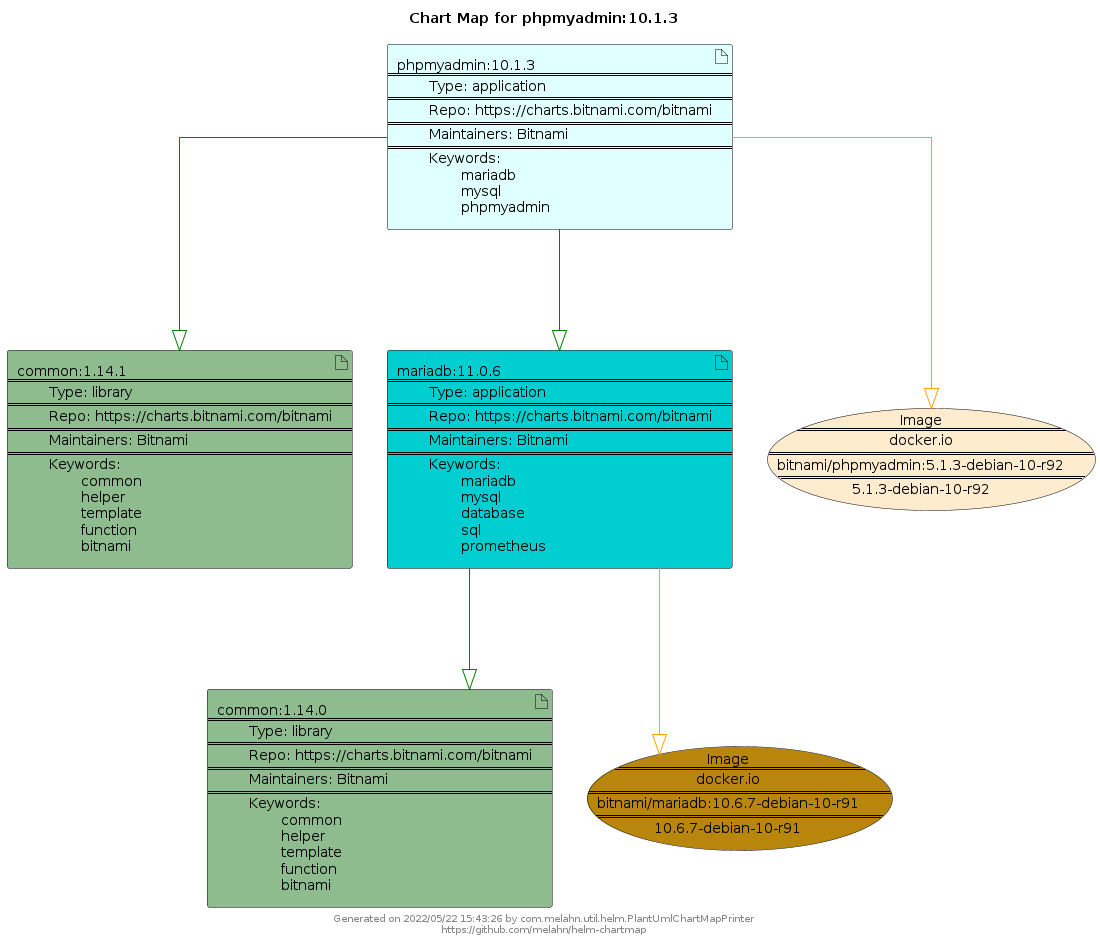 Chart Map for phpmyadmin:10.1.3
phpmyadmin:10.1.3
Type: application
Repo: https://charts.bitnami.com/bitnami
Maintainers: Bitnami
Keywords:
mariadb
mysql
phpmyadmin
common:1.14.1
Type: library
Repo: https://charts.bitnami.com/bitnami
Maintainers: Bitnami
Keywords:
common
helper
template
function
bitnami
mariadb:11.0.6
Type: application
Repo: https://charts.bitnami.com/bitnami
Maintainers: Bitnami
Keywords:
mariadb
mysql
database
sql
prometheus
Image
docker.io
bitnami/phpmyadmin:5.1.3-debian-10-r92
5.1.3-debian-10-r92
common:1.14.0
Type: library
Repo: https://charts.bitnami.com/bitnami
Maintainers: Bitnami
Keywords:
common
helper
template
function
bitnami
Image
docker.io
bitnami/mariadb:10.6.7-debian-10-r91
10.6.7-debian-10-r91
Generated on 2022/05/22 15:43:26 by com.melahn.util.helm.PlantUmlChartMapPrinter
https://github.com/melahn/helm-chartmap